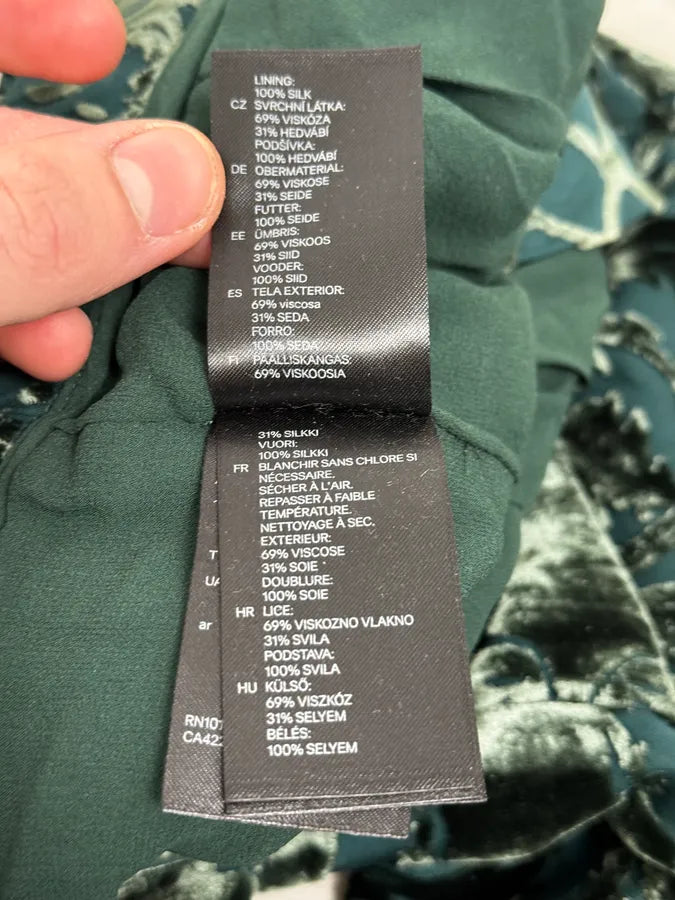 LINING:
100% SILK
CZ SVRCHNÍ LÁTKA:
69% VISKÓZA
31% HEDVÁBÍ
PODŠÍVKA:
100% HEDVÁBÍ
DE OBERMATERIAL:
69% VISKOSE
31% SEIDE
FUTTER:
100% SEIDE
EE ÜMBRIS:
69% VISKOOS
31% SIID
VOODER:
100% SIID
ES TELA EXTERIOR:
69% viscosa
31% SEDA
FORRO:
100% SEDA
FI PÄÄLLISKANGAS:
69% VISKOOSIA
31% SILKKI
VUORI:
100% SILKKI
FR BLANCHIR SANS CHLORE SI
NÉCESSAIRE.
SÉCHER À L'AIR.
REPASSER À FAIBLE
TEMPÉRATURE.
NETTOYAGE À SEC.
EXTERIEUR:
69% VISCOSE
31% SOIE
DOUBLURE:
100% SOIE
HR LICE:
69% VISKOZNO VLAKNO
31% SVILA
PODSTAVA:
100% SVILA
HU KÜLSŐ:
69% VISZKÓZ
31% SELYEM
BÉLÉS:
100% SELYEM
T
UA
ar
RN101
CA422